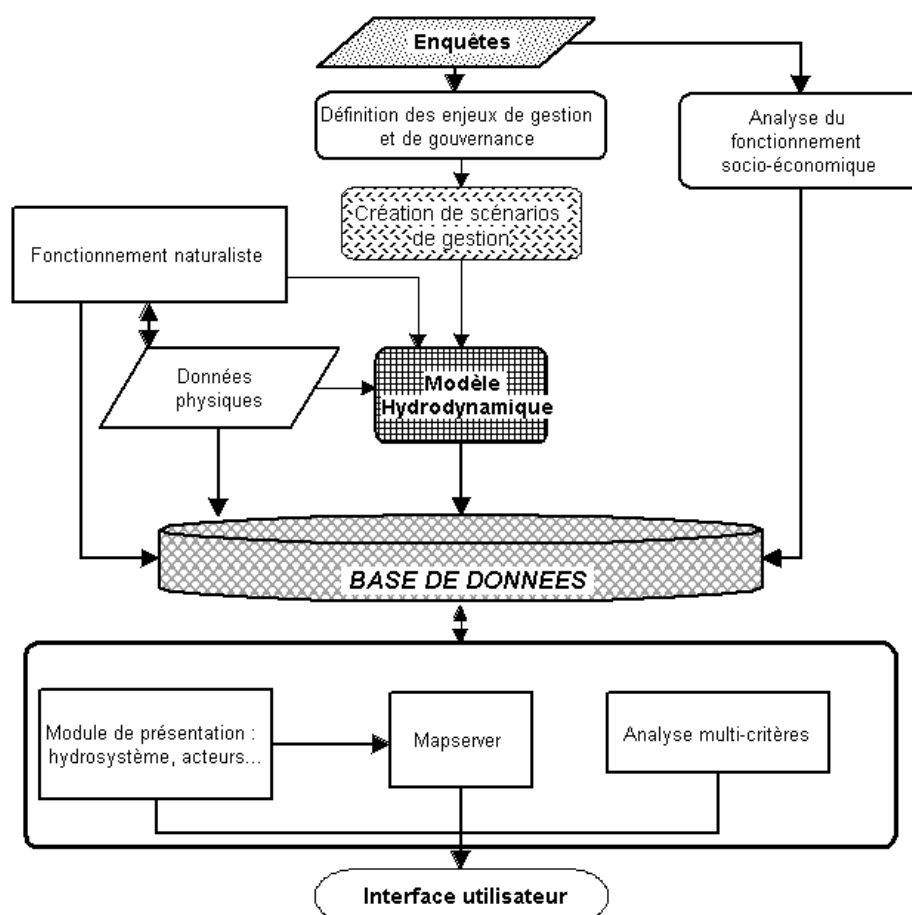 Enquêtes
Définition des enjeux de gestion
et de gouvernance
Analyse du
fonctionnement
socio-économique
Création de scénarios
de gestion
Fonctionnement naturaliste
Données
physiques
Modèle
Hydrodynamique
BASE DE DONNEES
Module de présentation :
hydrosystème, acteurs...
Mapserver
Analyse multi-critères
Interface utilisateur